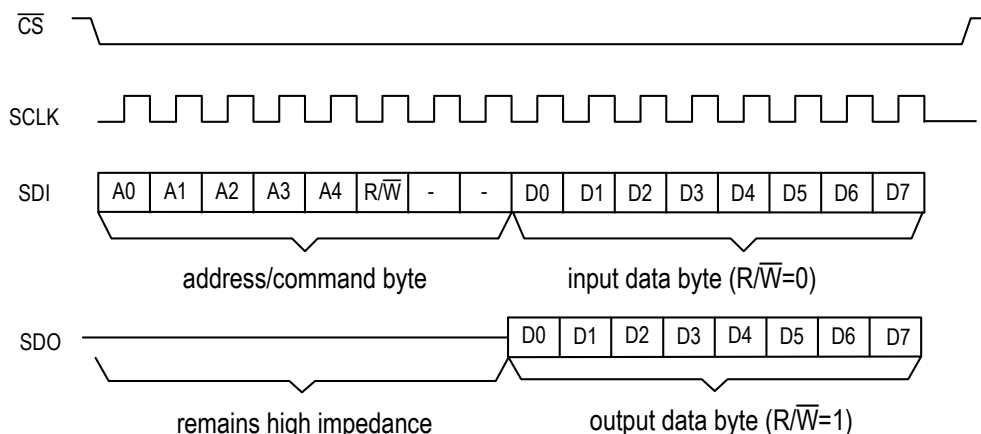 C̅S̅
SCLK
SDI A0 A1 A2 A3 A4 R/W̅ - - D0 D1 D2 D3 D4 D5 D6 D7
address/command byte input data byte (R/W̅=0)
SDO D0 D1 D2 D3 D4 D5 D6 D7
remains high impedance output data byte (R/W̅=1)